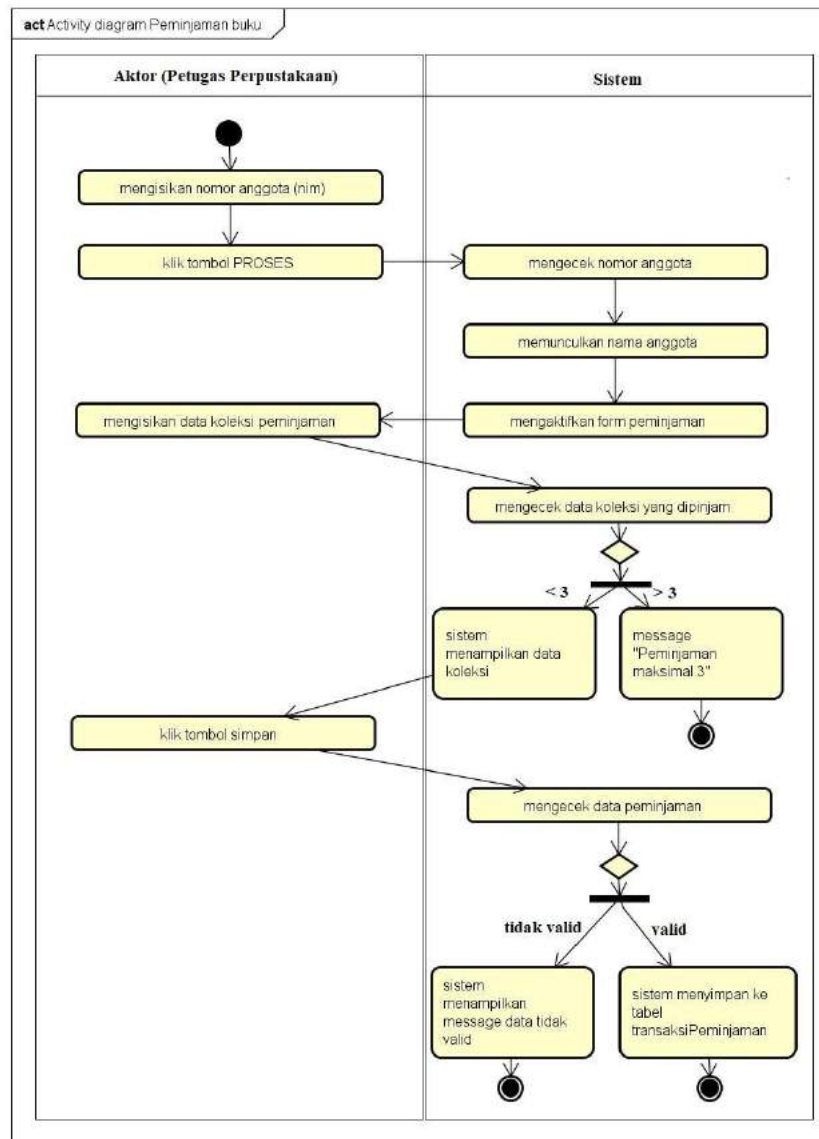 act Activity diagram Peminjaman buku
Aktor (Petugas Perpustakaan)
Sistem
mengisikan nomor anggota (nim)
klik tombol PROSES
mengecek nomor anggota
memunculkan nama anggota
mengisikan data koleksi peminjaman
mengaktifkan form peminjaman
mengecek data koleksi yang dipinjam
< 3
> 3
sistem
menampilkan data
koleksi
message
"Peminjaman
maksimal 3"
klik tombol simpan
mengecek data peminjaman
tidak valid
valid
sistem
menampilkan
message data tidak
valid
sistem menyimpan ke
tabel
transaksiPeminjaman